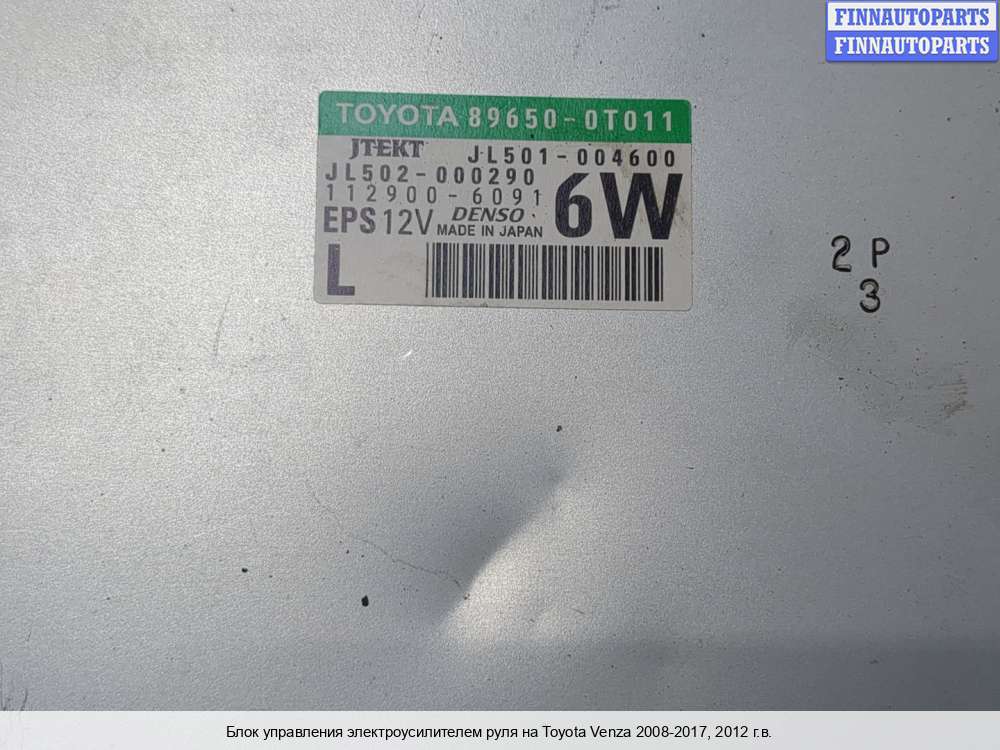 FINNAUTOPARTS
FINNAUTOPARTS
TOYOTA 89650-0T011
JTEKT JL501-004600
JL502-000290
112900-6091
6W
EPS 12V DENSO
MADE IN JAPAN
L
2 P
3
Блок управления электроусилителем руля на Toyota Venza 2008-2017, 2012 г.в.